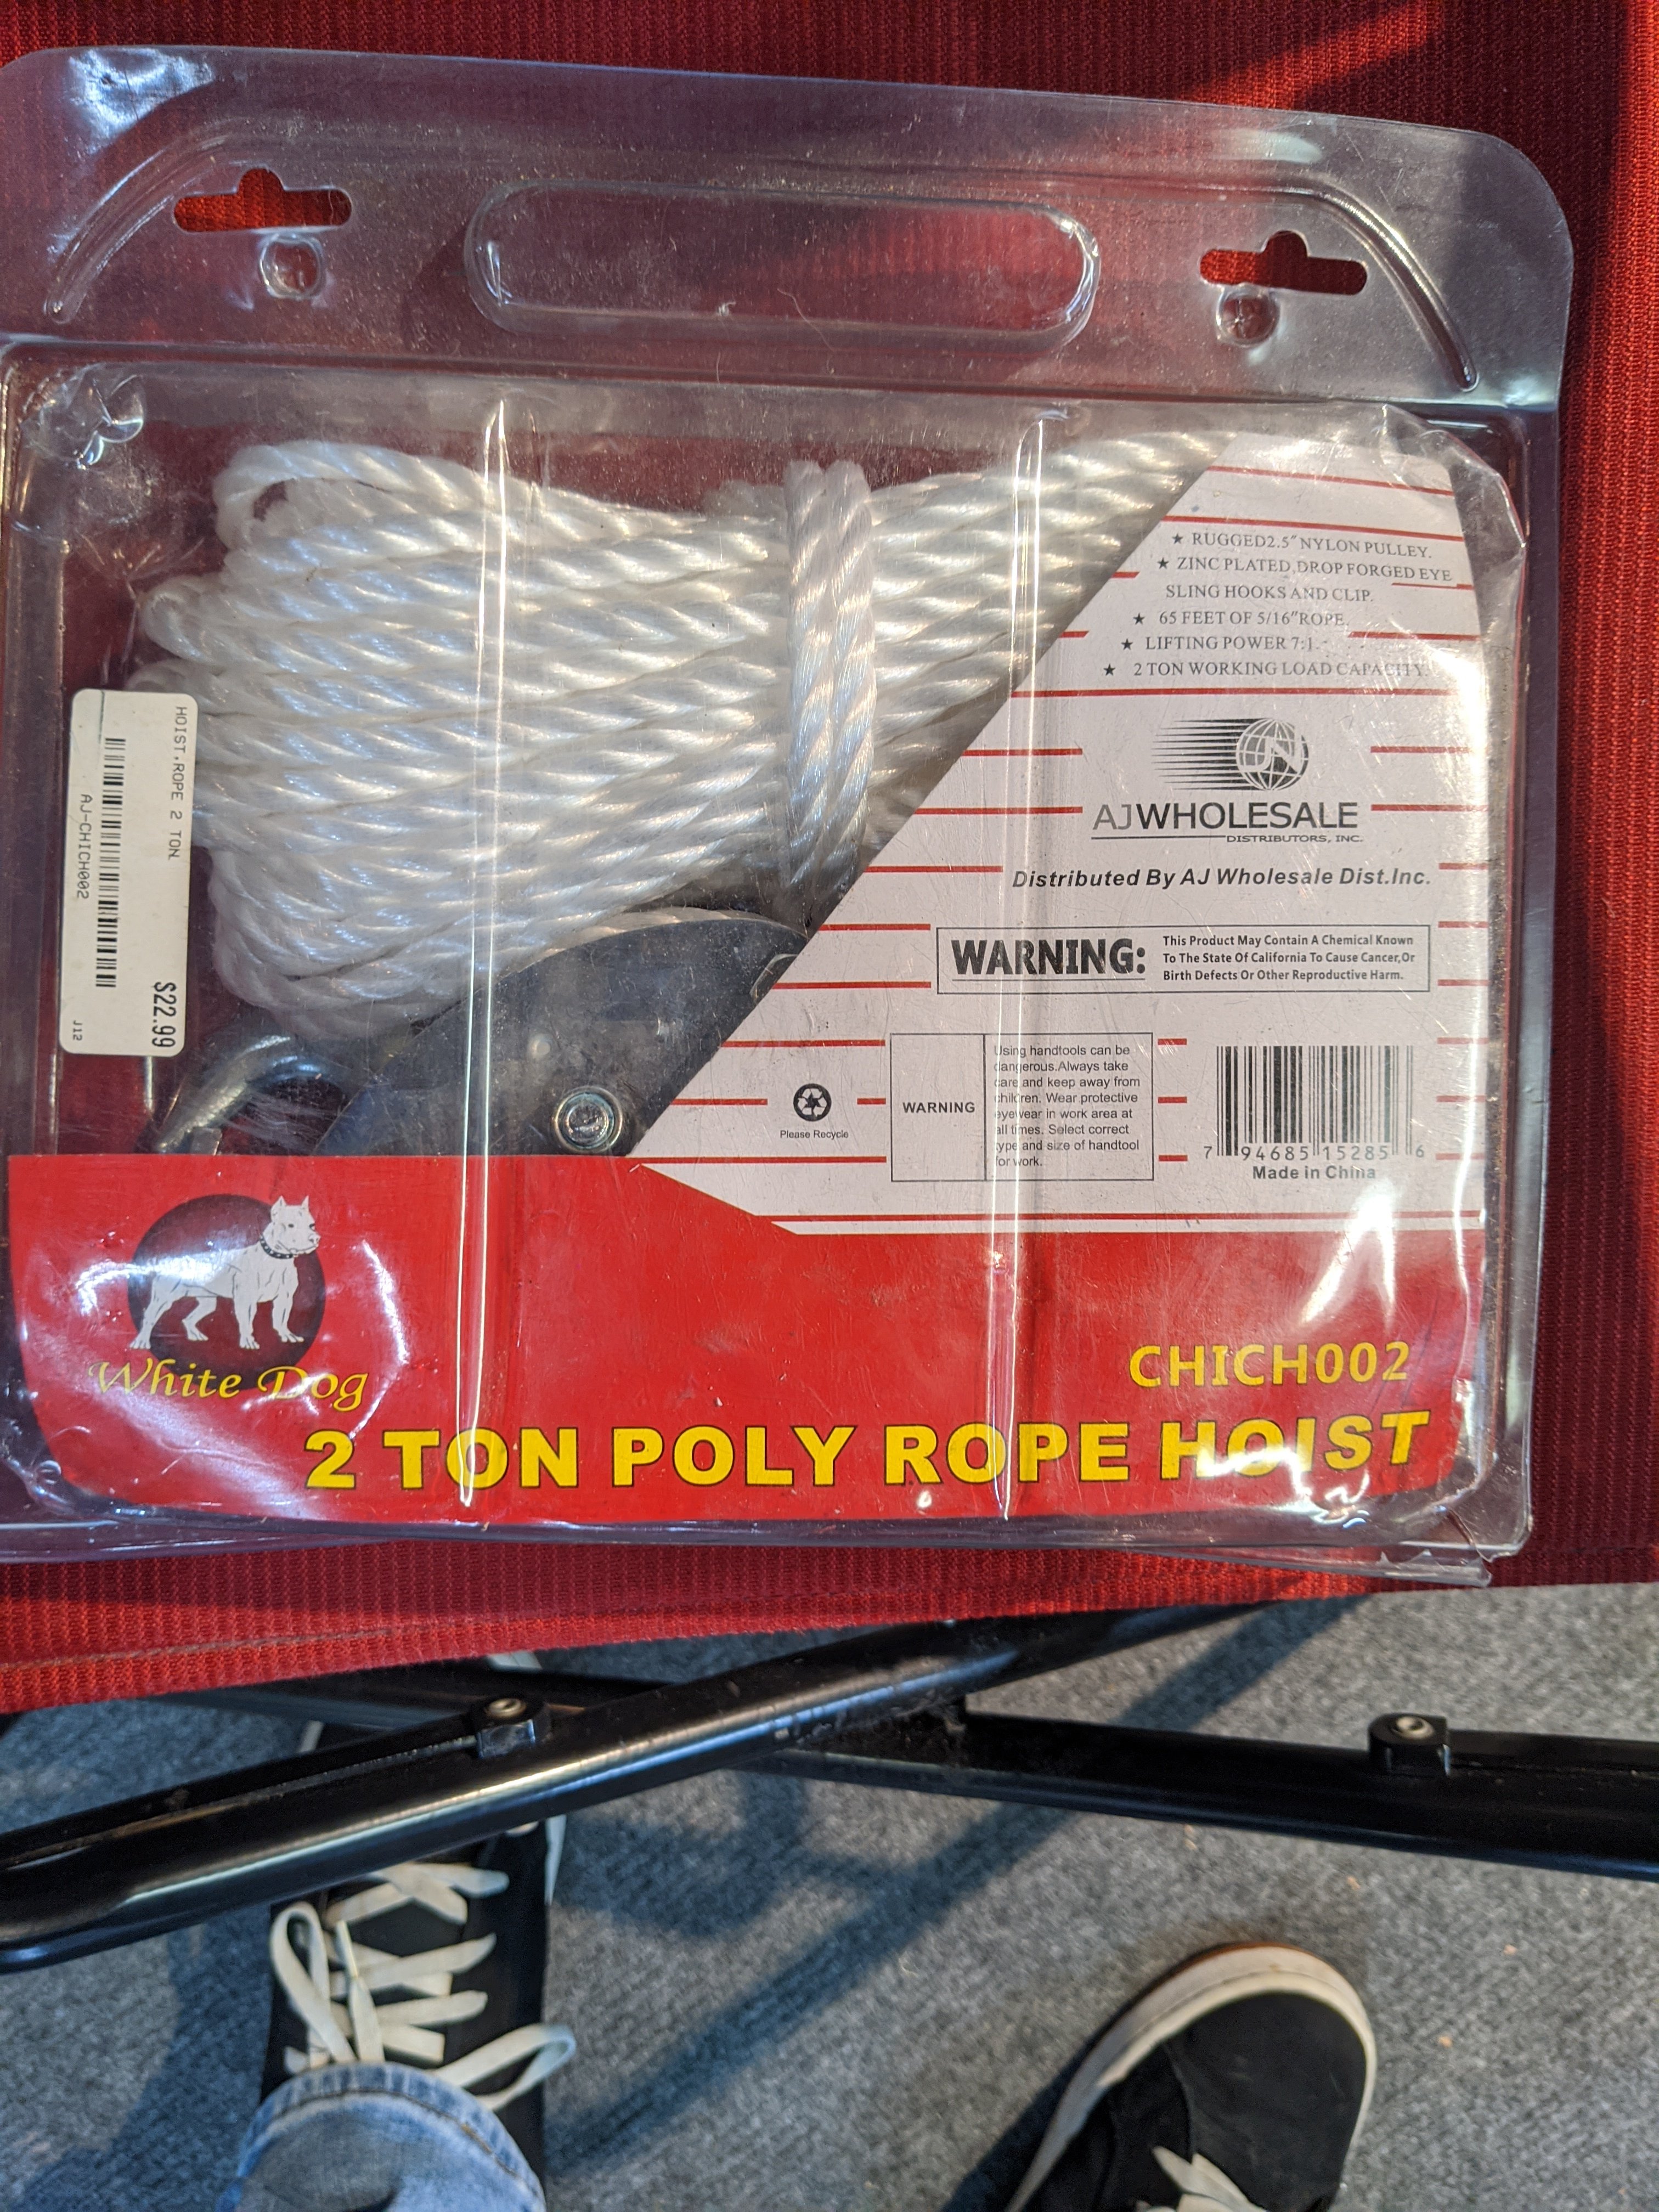 ★ RUGGED2.5" NYLON PULLEY.
★ ZINC PLATED,DROP FORGED EYE
SLING HOOKS AND CLIP.
★ 65 FEET OF 5/16"ROPE.
★ LIFTING POWER 7:1.
★ 2 TON WORKING LOAD CAPACITY.
AJWHOLESALE
DISTRIBUTORS, INC.
Distributed By AJ Wholesale Dist.Inc.
WARNING:
This Product May Contain A Chemical Known
To The State Of California To Cause Cancer,Or
Birth Defects Or Other Reproductive Harm.
HOIST,ROPE 2 TON
AJ-CHICH002
$22.99
J12
Please Recycle
WARNING
Using handtools can be
dangerous.Always take
care and keep away from
children. Wear protective
eyewear in work area at
all times. Select correct
type and size of handtool
for work.
7 94685 15285 6
Made in China
White Dog
CHICH002
2 TON POLY ROPE HOIST